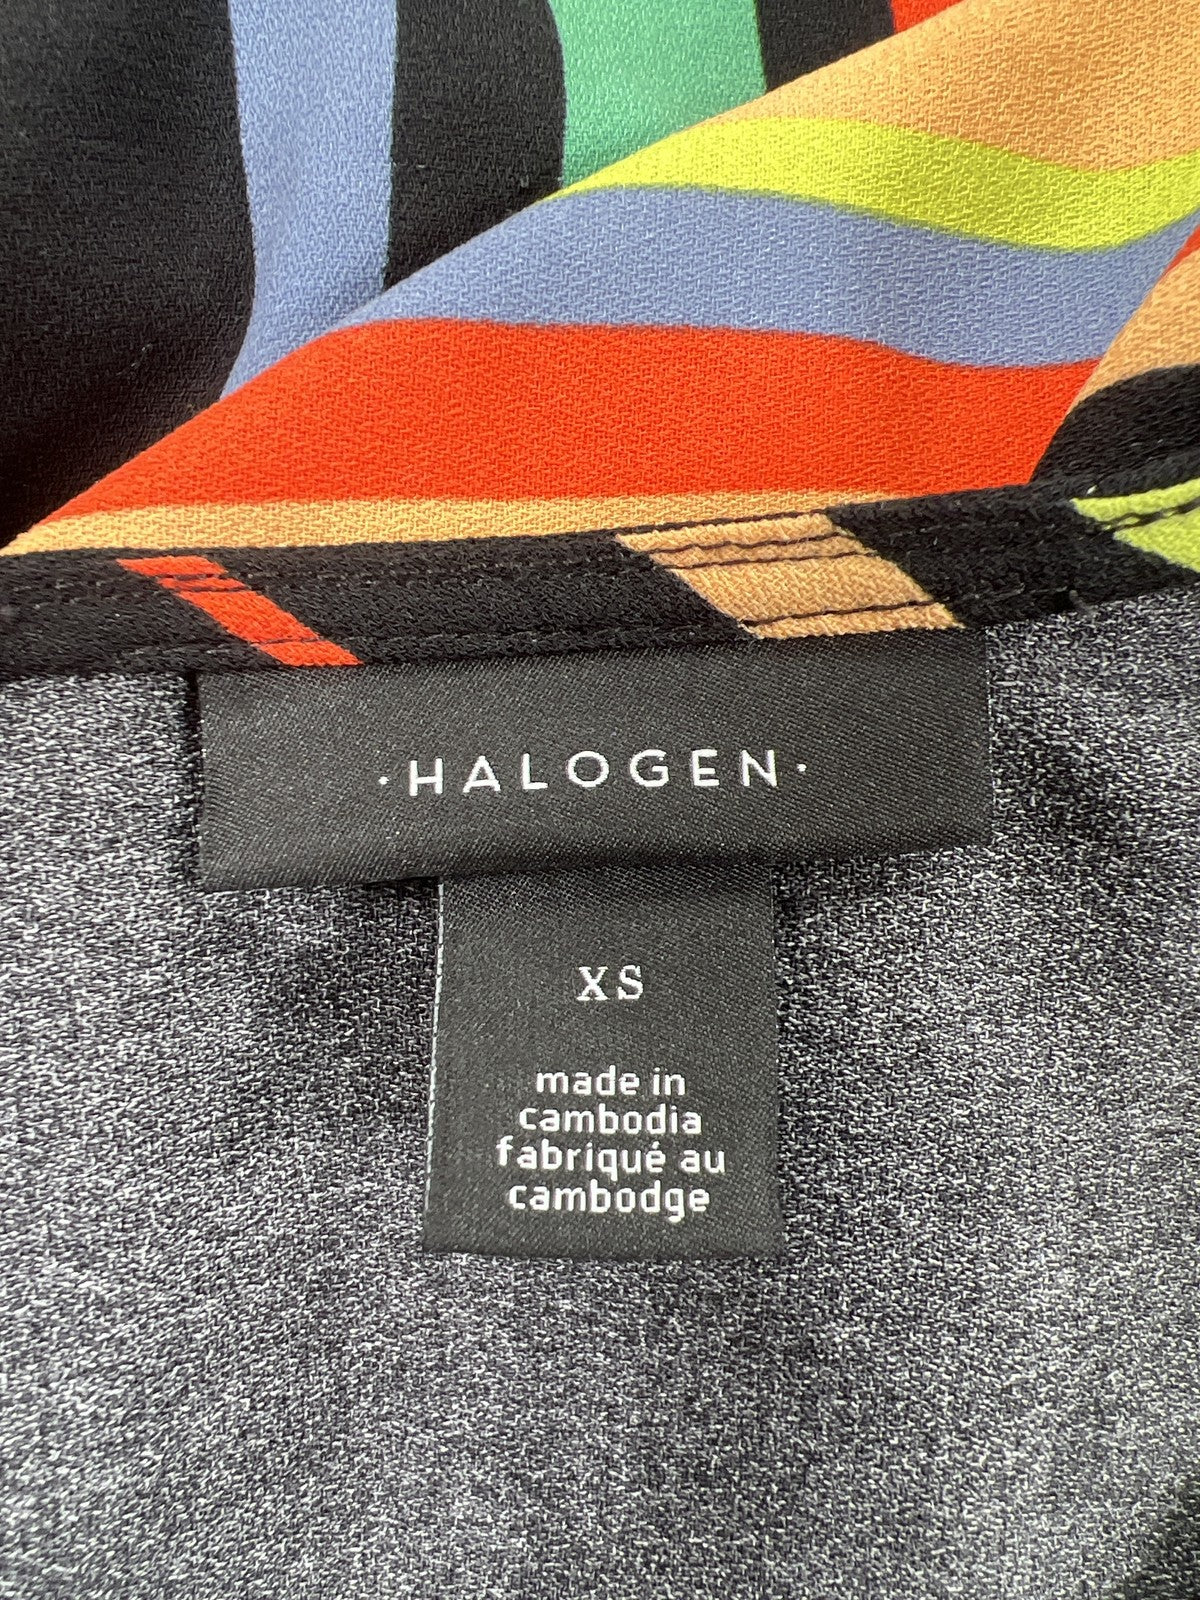 ·HALOGEN·
XS
made in
cambodia
fabriqué au
cambodge